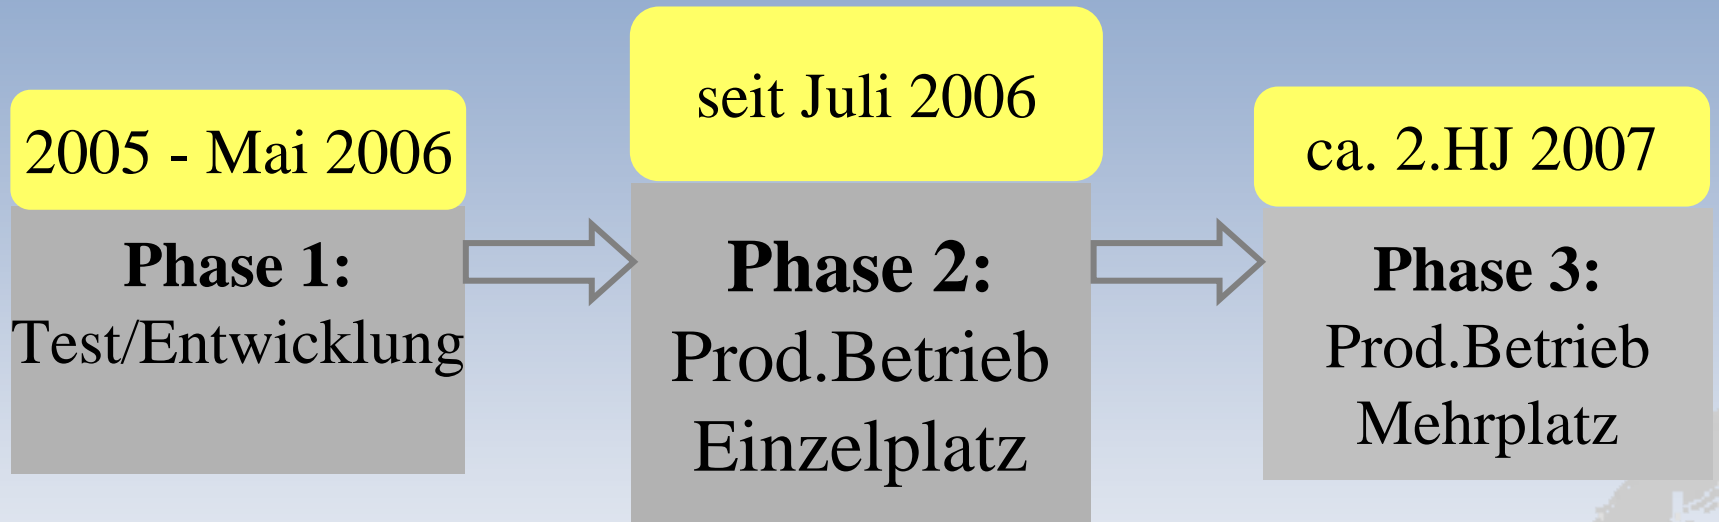 2005 - Mai 2006
Phase 1:
Test/Entwicklung
seit Juli 2006
Phase 2:
Prod.Betrieb
Einzelplatz
ca. 2.HJ 2007
Phase 3:
Prod.Betrieb
Mehrplatz